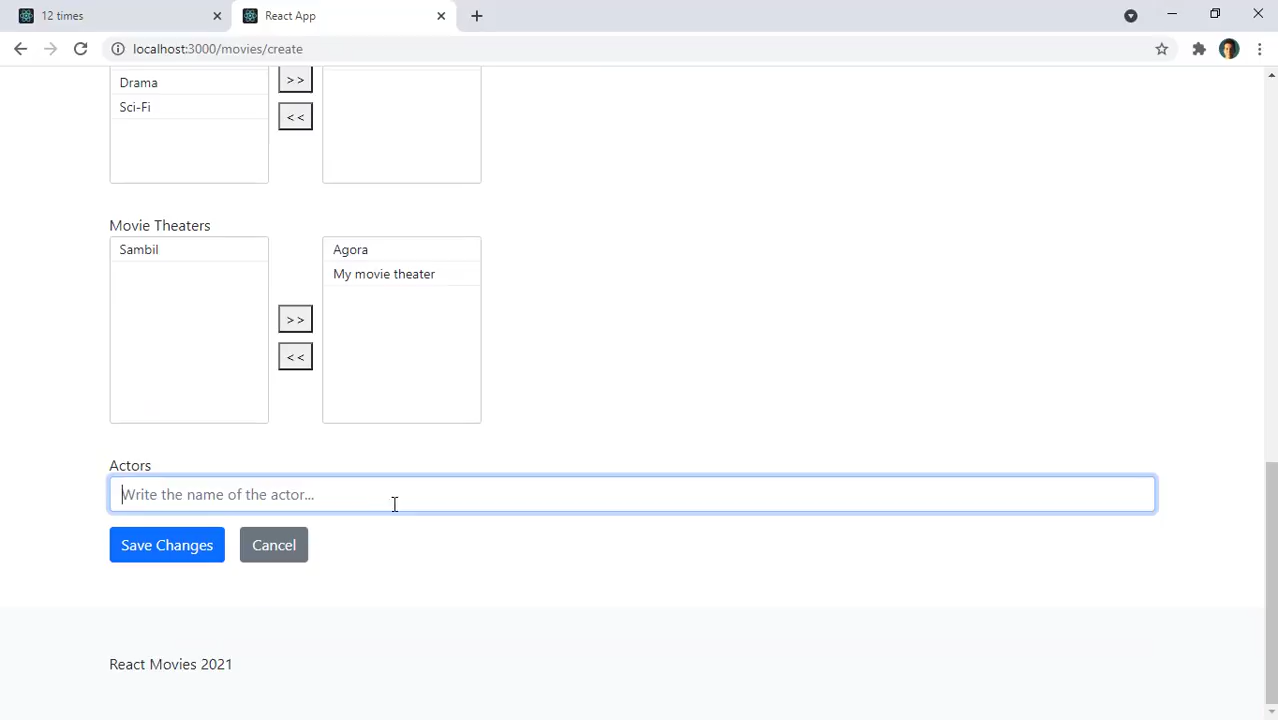 12 times
React App
localhost:3000/movies/create
Drama
>>
Sci-Fi
<<
Movie Theaters
Sambil
Agora
My movie theater
>>
<<
Actors
Write the name of the actor...
Save Changes
Cancel
React Movies 2021